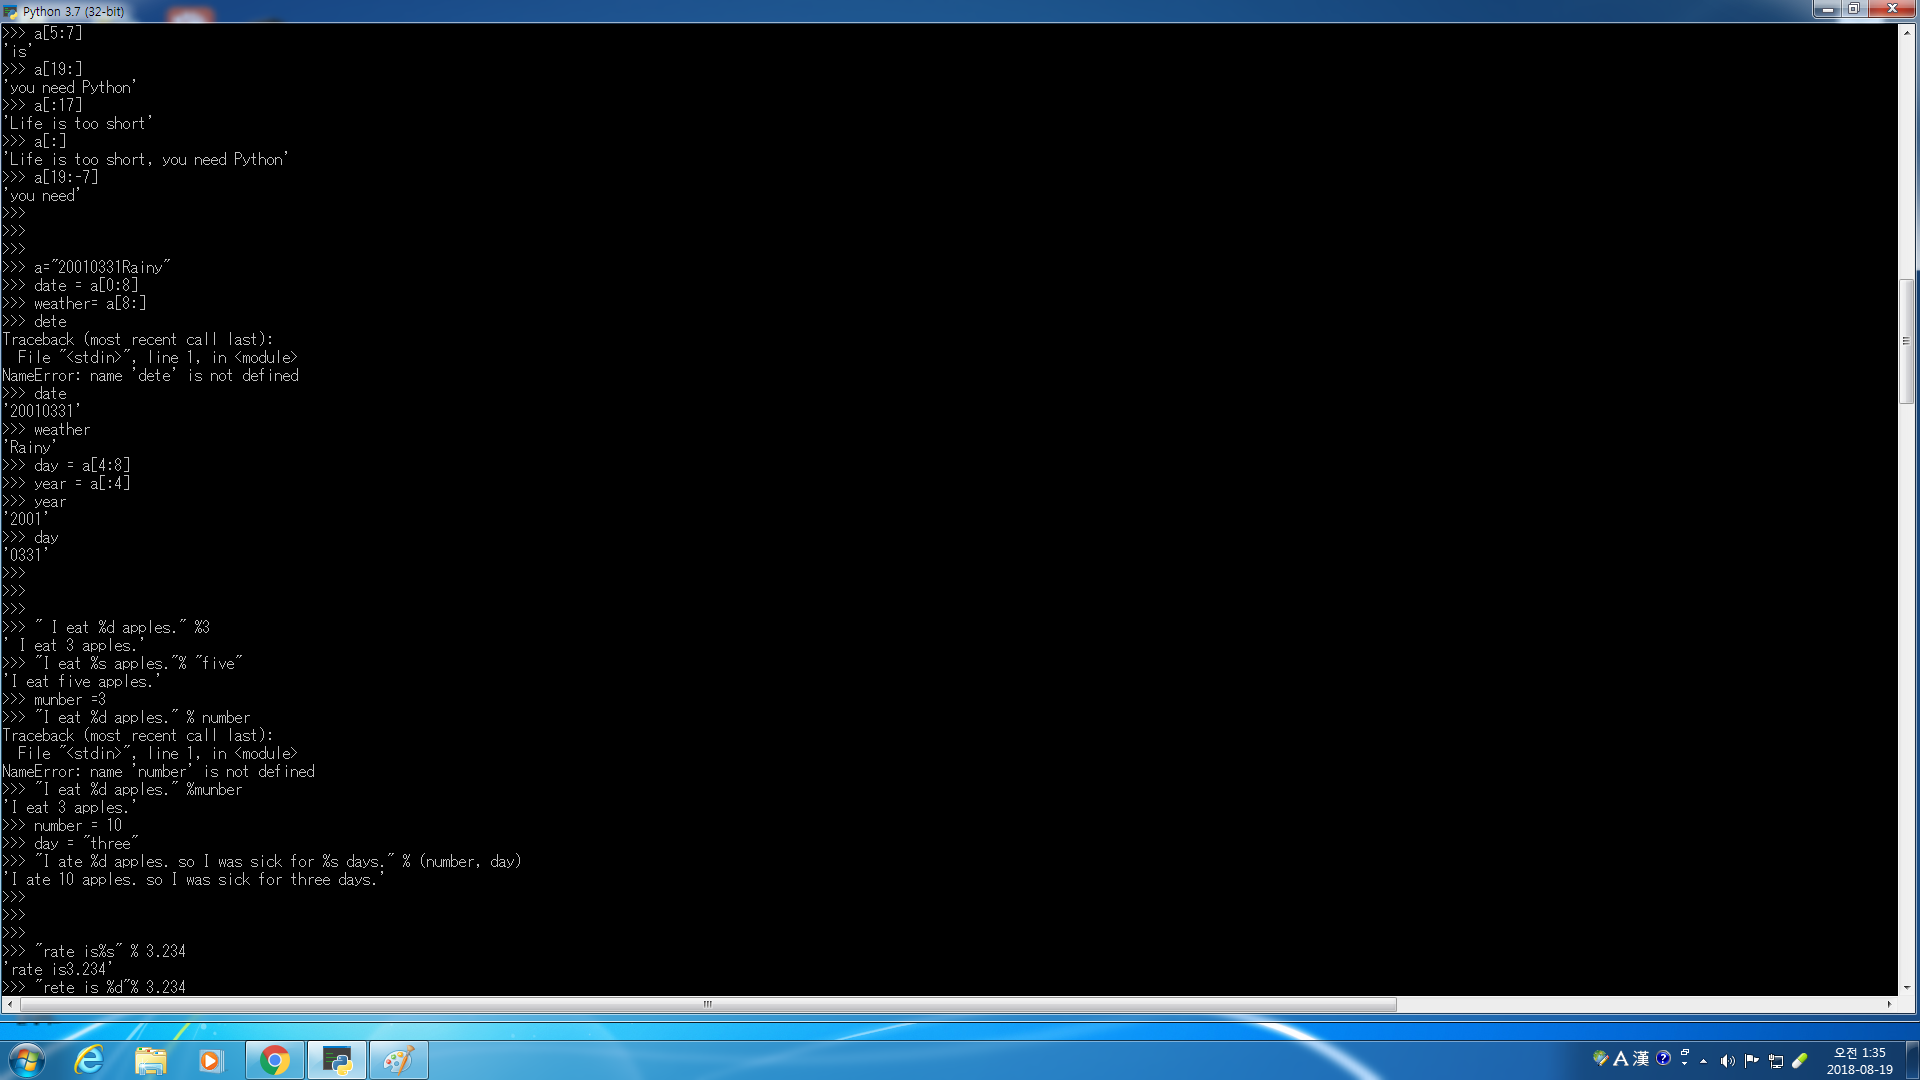 Python 3.7 (32-bit)
>>> a[5:7]
'is'
>>> a[19:]
'you need Python'
>>> a[:17]
'Life is too short'
>>> a[:]
'Life is too short, you need Python'
>>> a[19:-7]
'you need'
>>>
>>>
>>>
>>> a="20010331Rainy"
>>> date = a[0:8]
>>> weather= a[8:]
>>> dete
Traceback (most recent call last):
  File "<stdin>", line 1, in <module>
NameError: name 'dete' is not defined
>>> date
'20010331'
>>> weather
'Rainy'
>>> day = a[4:8]
>>> year = a[:4]
>>> year
'2001'
>>> day
'0331'
>>>
>>>
>>>
>>> " I eat %d apples." %3
' I eat 3 apples.'
>>> "I eat %s apples."% "five"
'I eat five apples.'
>>> munber =3
>>> "I eat %d apples." % number
Traceback (most recent call last):
  File "<stdin>", line 1, in <module>
NameError: name 'number' is not defined
>>> "I eat %d apples." %munber
'I eat 3 apples.'
>>> number = 10
>>> day = "three"
>>> "I ate %d apples. so I was sick for %s days." % (number, day)
'I ate 10 apples. so I was sick for three days.'
>>>
>>>
>>>
>>> "rate is%s" % 3.234
'rate is3.234'
>>> "rete is %d"% 3.234
A 漢
오전 1:35
2018-08-19